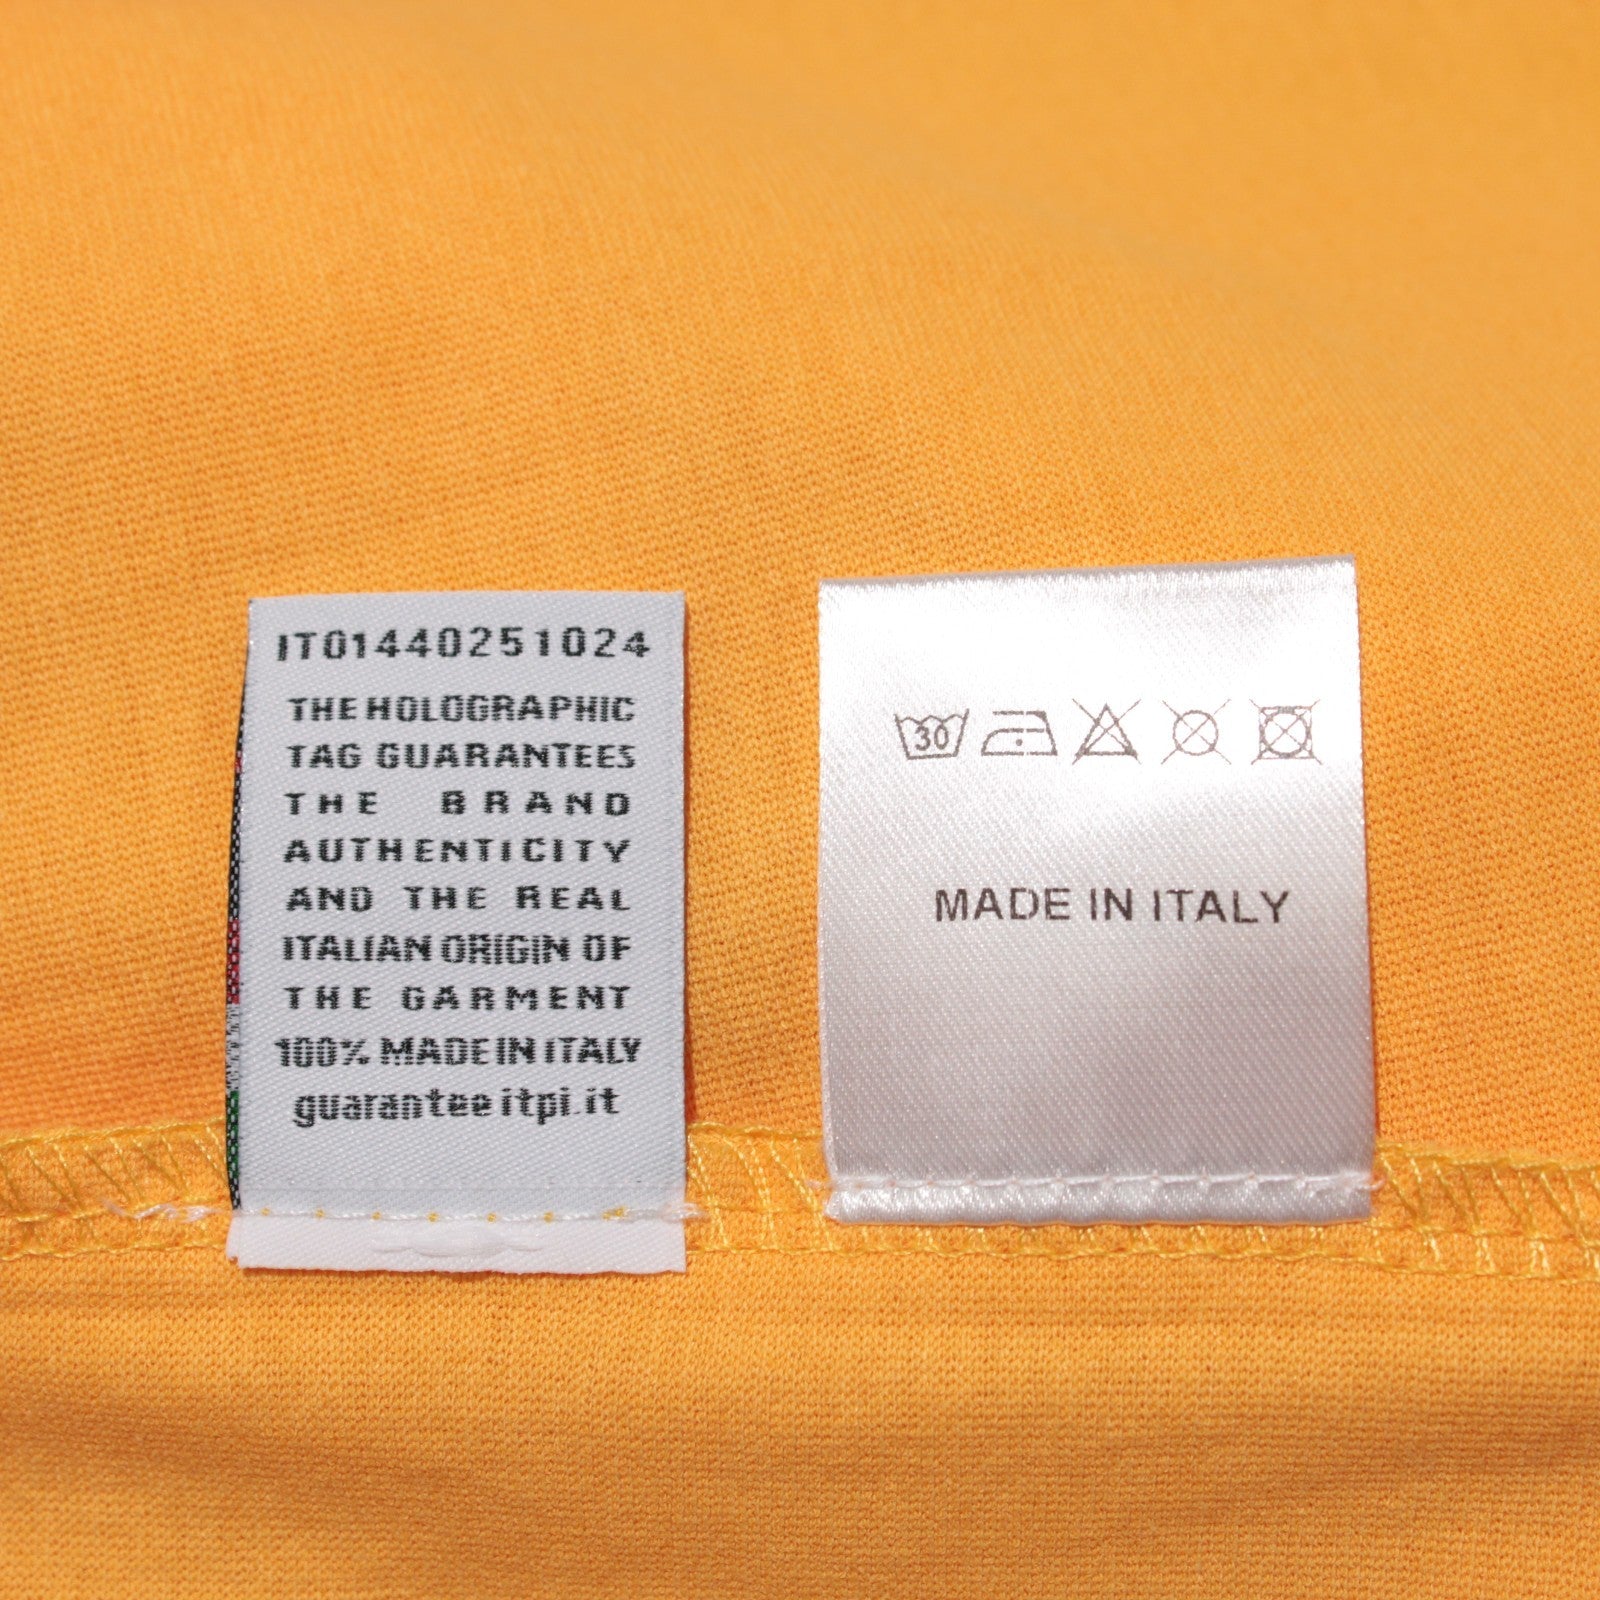 IT01440251024
THE HOLOGRAPHIC
TAG GUARANTEES
THE BRAND
AUTHENTICITY
AND THE REAL
ITALIAN ORIGIN OF
THE GARMENT
100% MADE IN ITALY
guarantee itpi.it
30
MADE IN ITALY